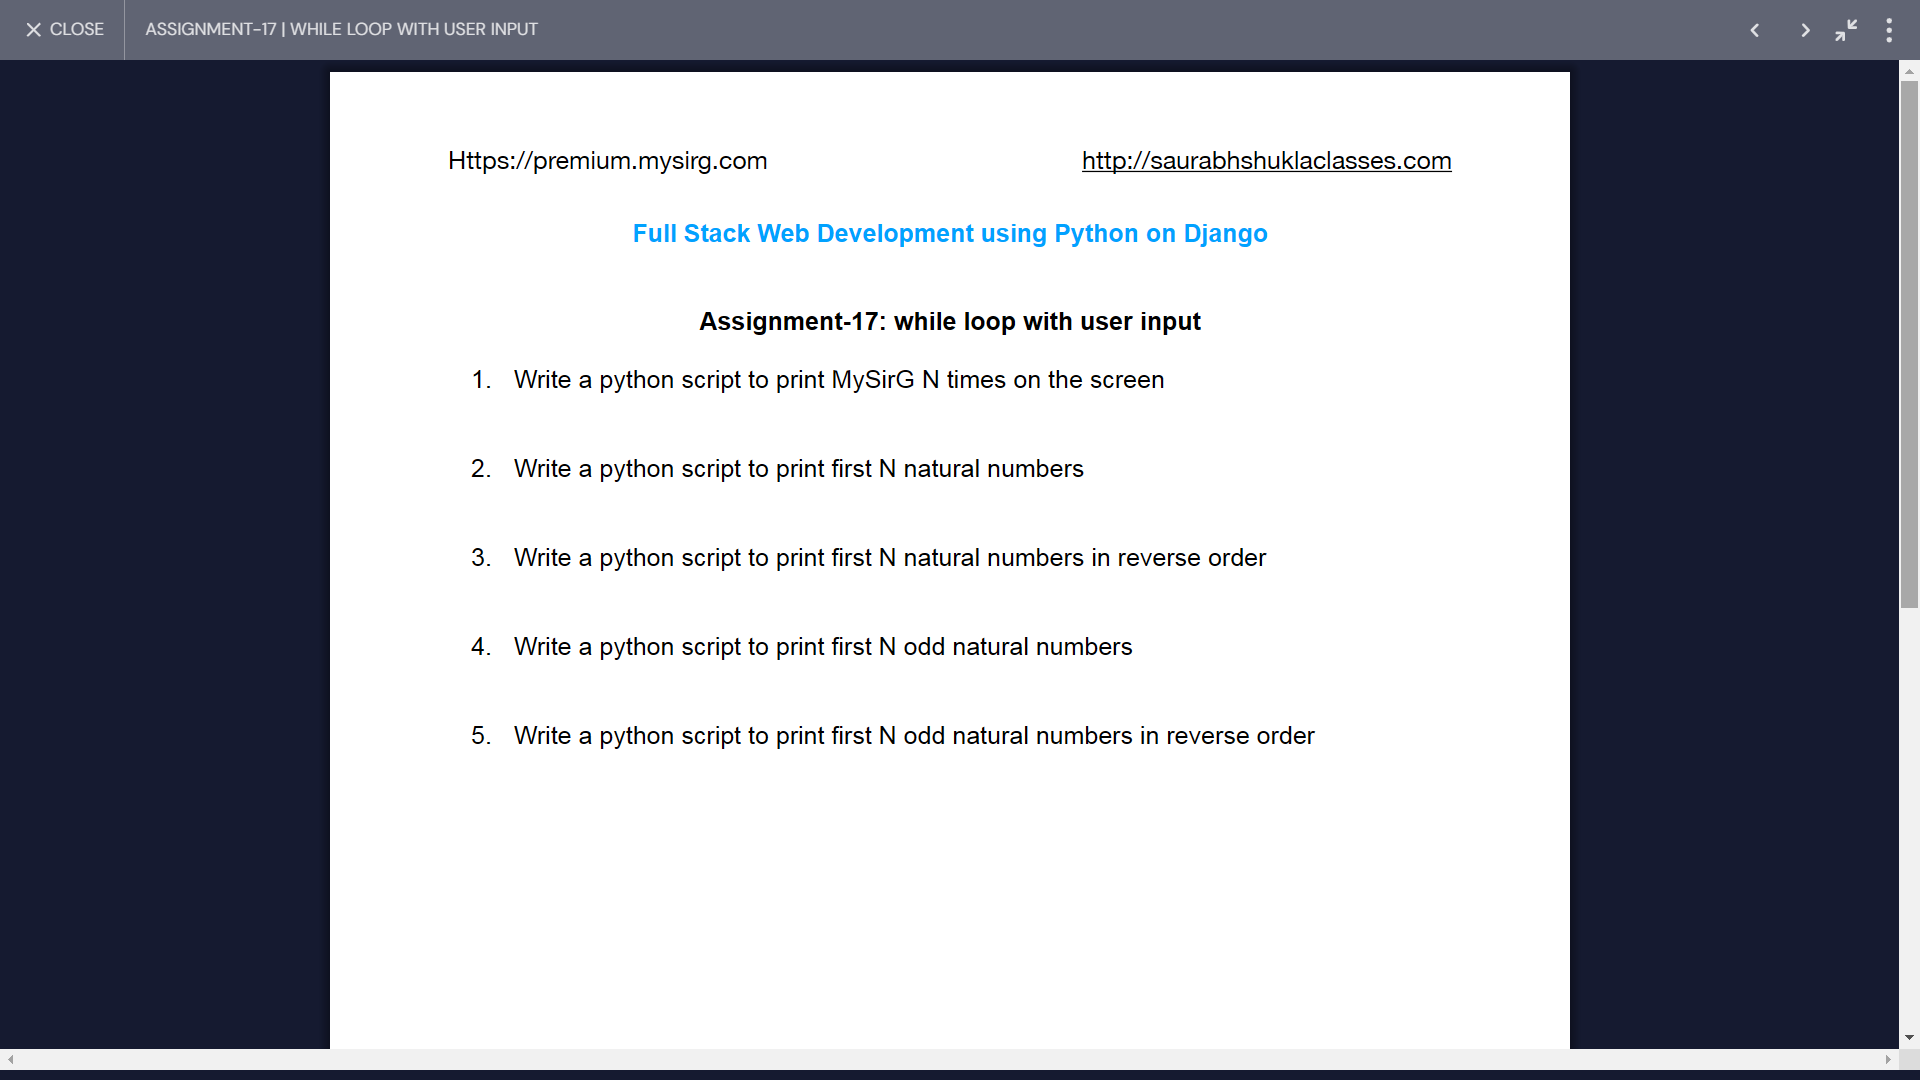 CLOSE
ASSIGNMENT-17 | WHILE LOOP WITH USER INPUT
Https://premium.mysirg.com
http://saurabhshuklaclasses.com
Full Stack Web Development using Python on Django
Assignment-17: while loop with user input
1. Write a python script to print MySirG N times on the screen
2. Write a python script to print first N natural numbers
3. Write a python script to print first N natural numbers in reverse order
4. Write a python script to print first N odd natural numbers
5. Write a python script to print first N odd natural numbers in reverse order